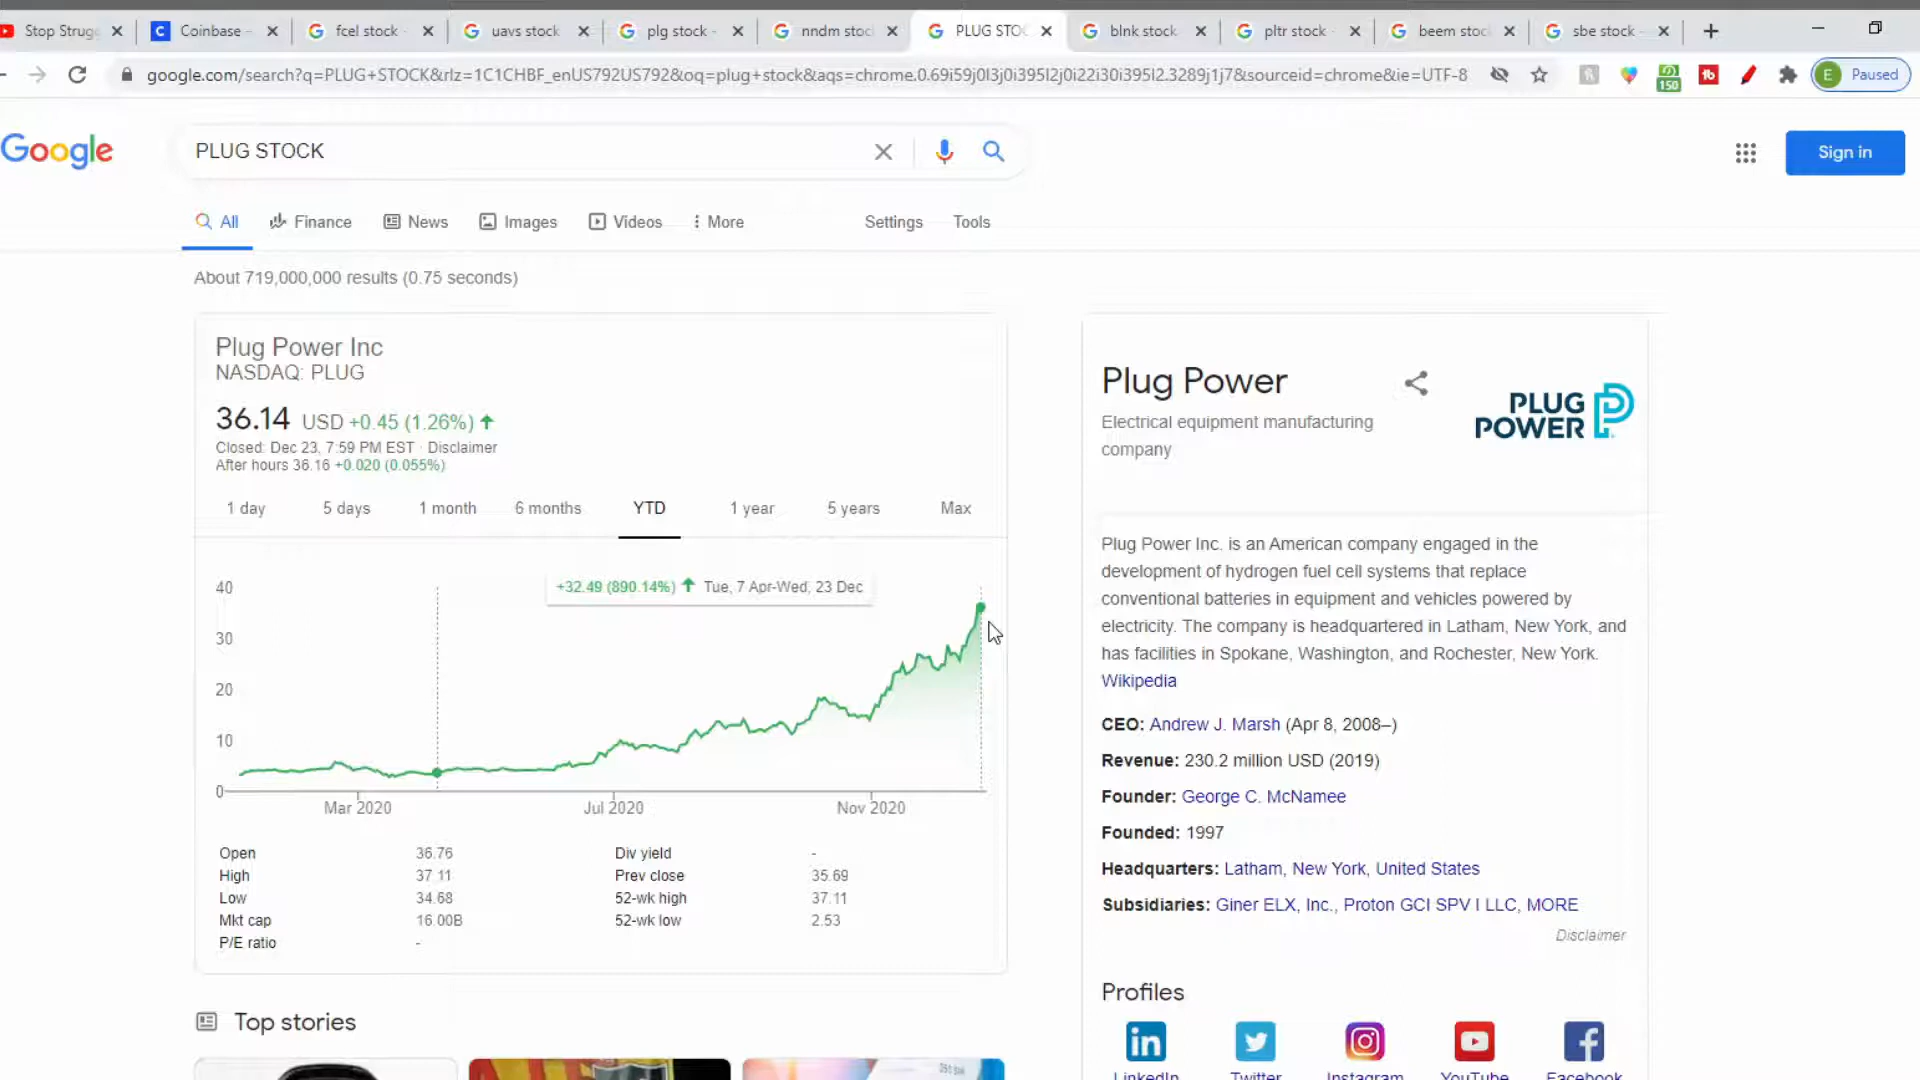 Stop Strug
Coinbase -
fcel stock
uavs stock
plg stock -
nndm stoc
PLUG STO
blnk stock
pltr stock
beem stoc
sbe stock -
google.com/search?q=PLUG+STOCK&rlz=1C1CHBF_enUS792US792&oq=plug+stock&aqs=chrome.0.69i59j0l3j0i395l2j0i22i30i395l2.3289j1j7&sourceid=chrome&ie=UTF-8
150
E Paused
Google
PLUG STOCK
Sign in
All
Finance
News
Images
Videos
More
Settings
Tools
About 719,000,000 results (0.75 seconds)
Plug Power Inc
NASDAQ: PLUG
36.14 USD +0.45 (1.26%)
Closed: Dec 23, 7:59 PM EST · Disclaimer
After hours 36.16 +0.020 (0.055%)
1 day
5 days
1 month
6 months
YTD
1 year
5 years
Max
+32.49 (890.14%) Tue, 7 Apr-Wed, 23 Dec
40
30
20
10
0
Mar 2020
Jul 2020
Nov 2020
Open 36.76
High 37.11
Low 34.68
Mkt cap 16.00B
P/E ratio -
Div yield -
Prev close 35.69
52-wk high 37.11
52-wk low 2.53
Top stories
Plug Power
Electrical equipment manufacturing
company
PLUG
POWER
Plug Power Inc. is an American company engaged in the
development of hydrogen fuel cell systems that replace
conventional batteries in equipment and vehicles powered by
electricity. The company is headquartered in Latham, New York, and
has facilities in Spokane, Washington, and Rochester, New York.
Wikipedia
CEO: Andrew J. Marsh (Apr 8, 2008–)
Revenue: 230.2 million USD (2019)
Founder: George C. McNamee
Founded: 1997
Headquarters: Latham, New York, United States
Subsidiaries: Giner ELX, Inc., Proton GCI SPV I LLC, MORE
Disclaimer
Profiles
in
LinkedIn
Twitter
Instagram
YouTube
Facebook